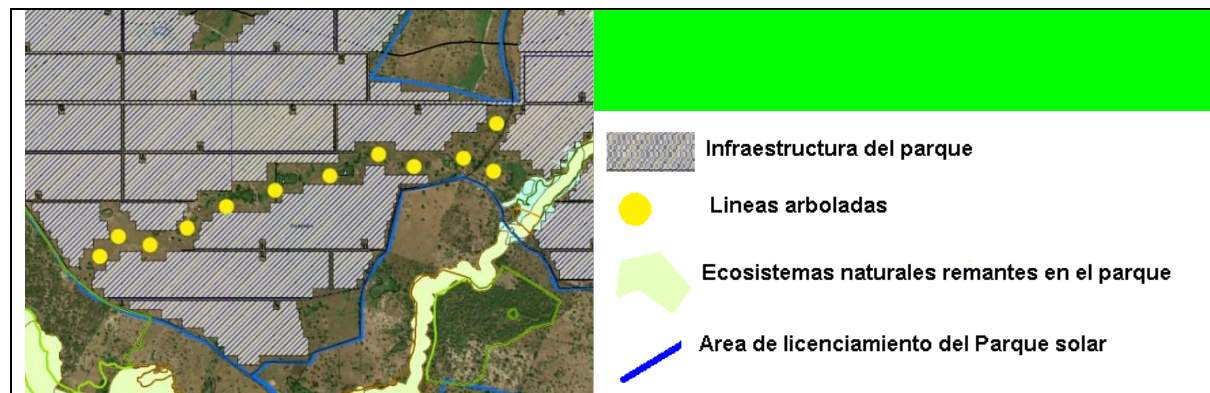 Infraestructura del parque
Lineas arboladas
Ecosistemas naturales remantes en el parque
Area de licenciamiento del Parque solar